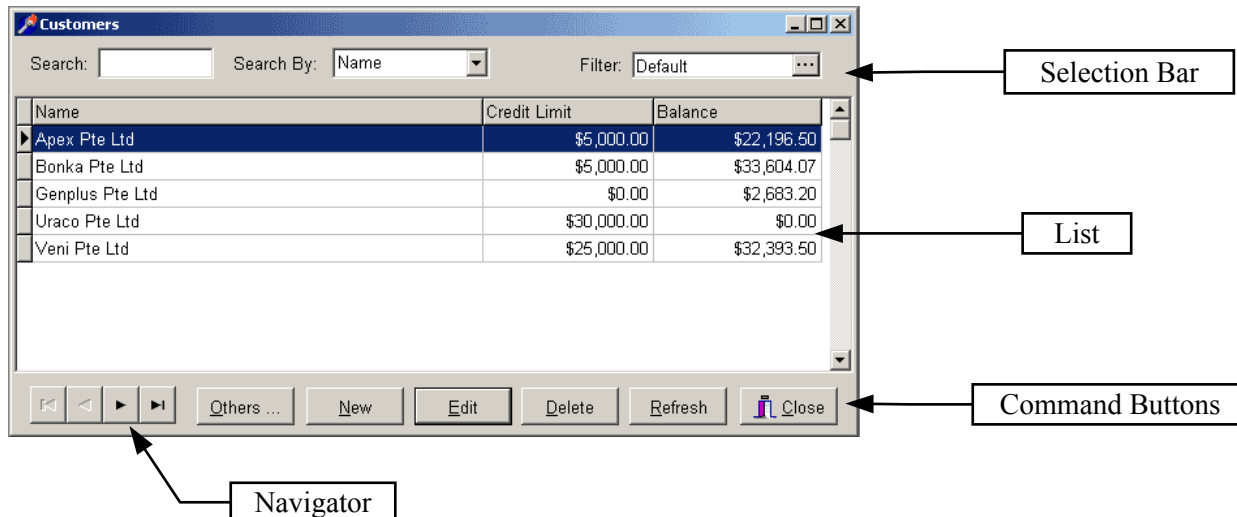 Customers
Search: Search By: Name Filter: Default ...
Selection Bar
Name Credit Limit Balance
Apex Pte Ltd $5,000.00 $22,196.50
Bonka Pte Ltd $5,000.00 $33,604.07
Genplus Pte Ltd $0.00 $2,683.20
Uraco Pte Ltd $30,000.00 $0.00
List
Veni Pte Ltd $25,000.00 $32,393.50
Others ... New Edit Delete Refresh Close
Command Buttons
Navigator